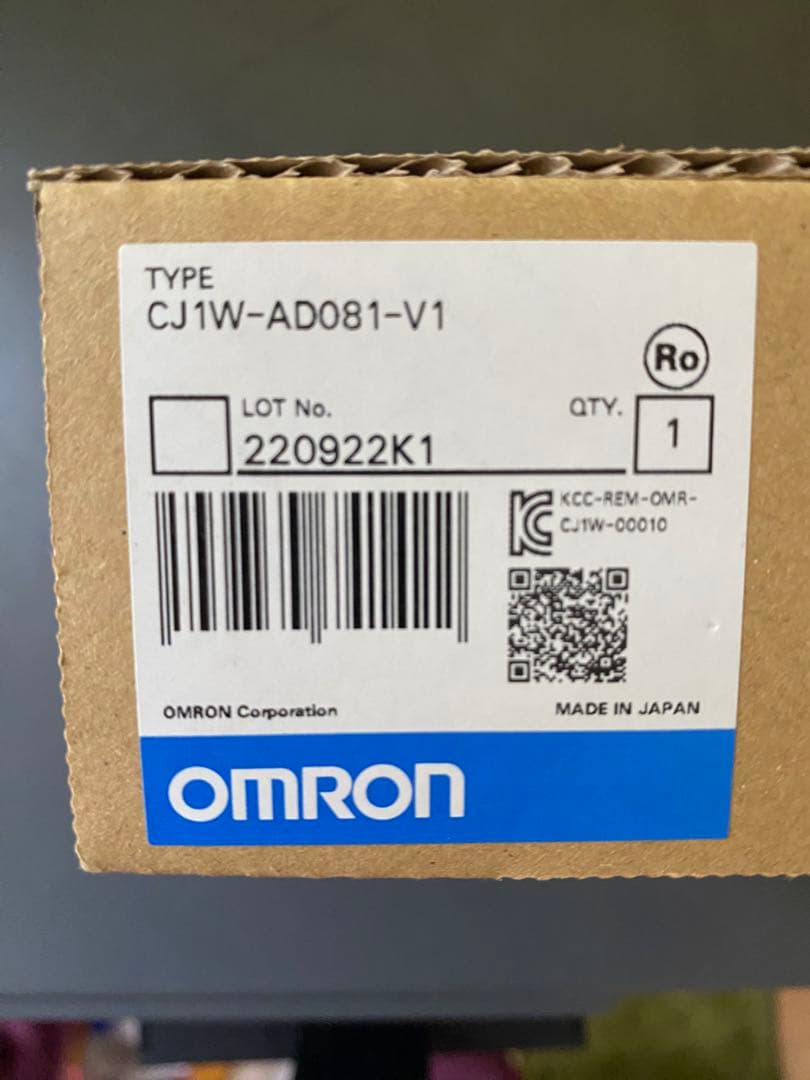 TYPE
CJ1W-AD081-V1
Ro
LOT No.
QTY.
220922K1
1
KCC-REM-OMR-
CJ1W-00010
OMRON Corporation
MADE IN JAPAN
OMRON